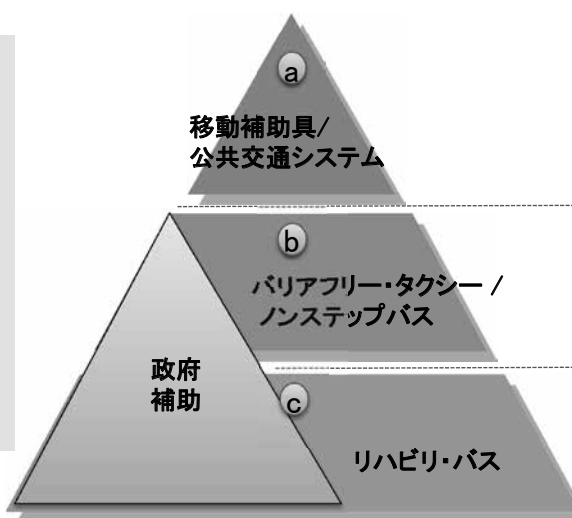 a
移動補助具/
公共交通システム
b
バリアフリー・タクシー /
ノンステップバス
政府
補助
c
リハビリ・バス